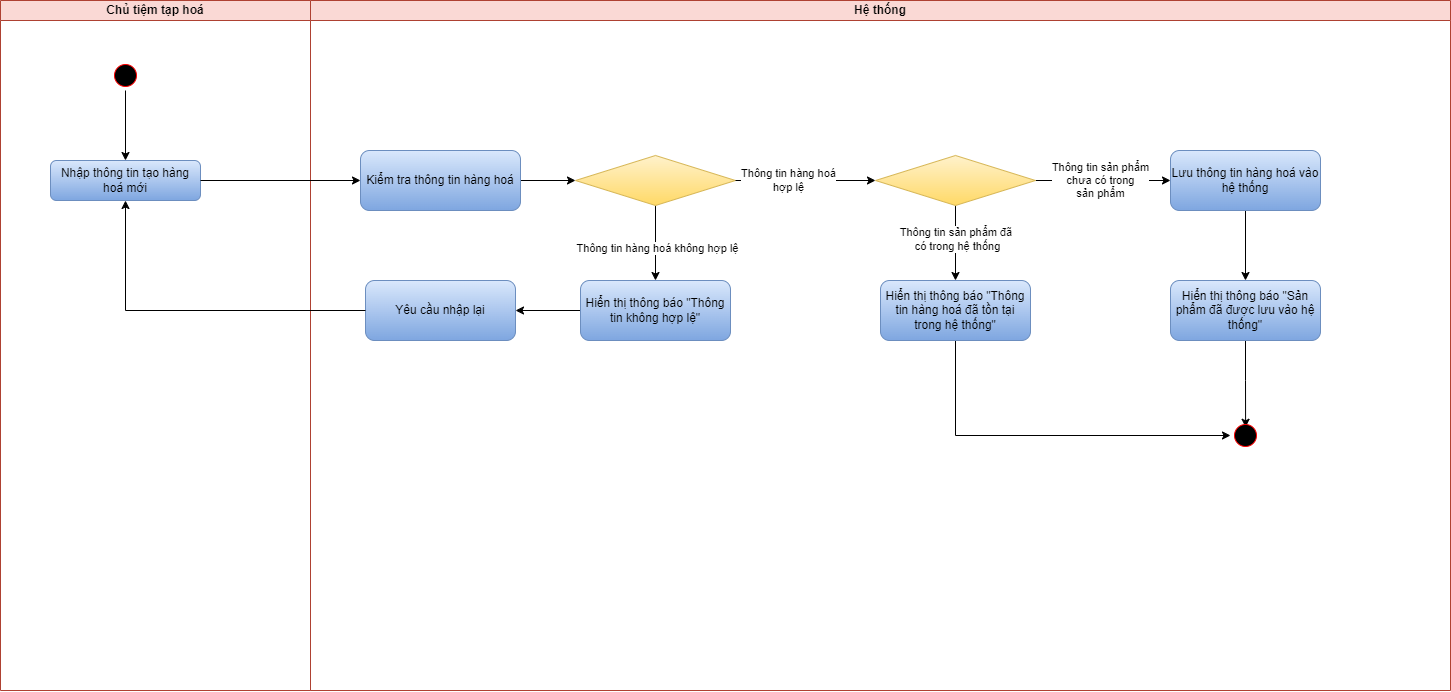 Chủ tiệm tạp hoá
Hệ thống
Nhập thông tin tạo hàng
hoá mới
Kiểm tra thông tin hàng hoá
Thông tin hàng hoá
hợp lệ
Thông tin sản phẩm
chưa có trong
sản phẩm
Lưu thông tin hàng hoá vào
hệ thống
Thông tin hàng hoá không hợp lệ
Thông tin sản phẩm đã
có trong hệ thống
Yêu cầu nhập lại
Hiển thị thông báo "Thông
tin không hợp lệ"
Hiển thị thông báo "Thông
tin hàng hoá đã tồn tại
trong hệ thống"
Hiển thị thông báo "Sản
phẩm đã được lưu vào hệ
thống"